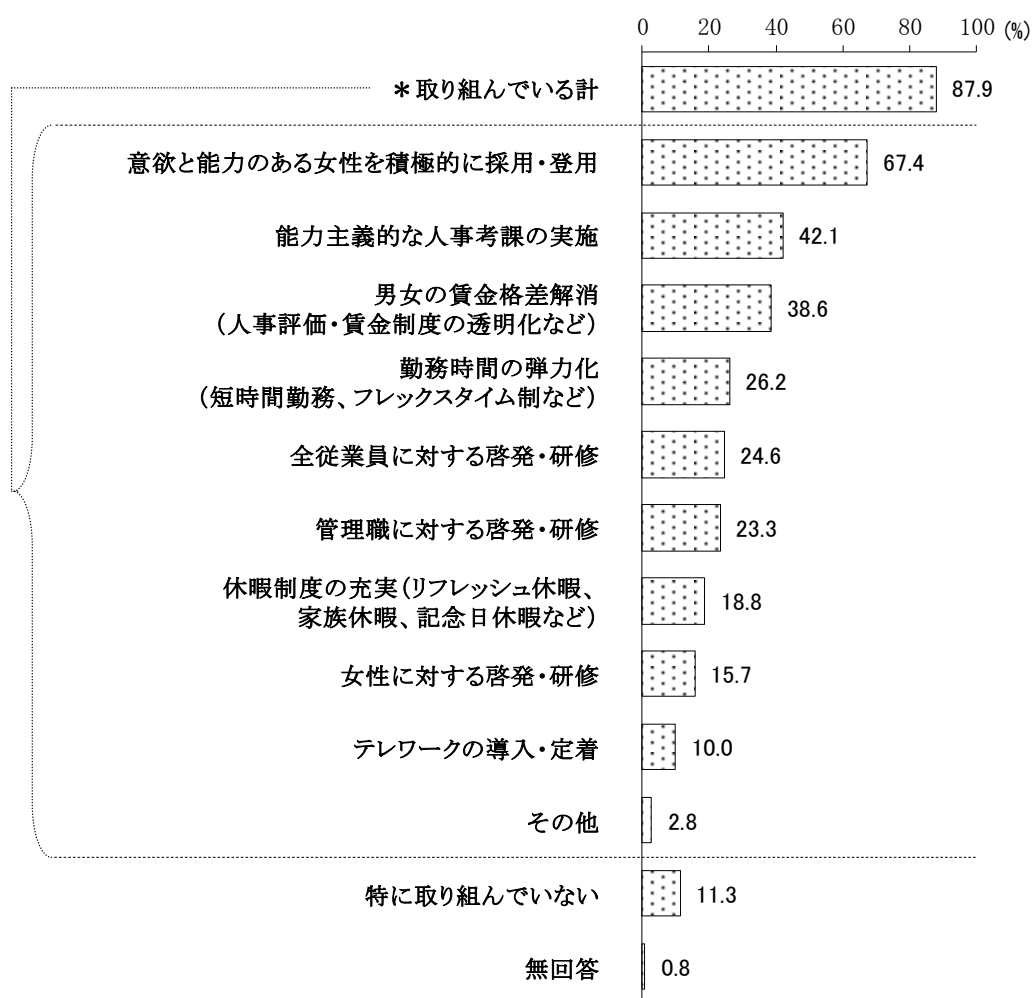 0 20 40 60 80 100 (%)
＊取り組んでいる計 87.9
意欲と能力のある女性を積極的に採用・登用 67.4
能力主義的な人事考課の実施 42.1
男女の賃金格差解消
（人事評価・賃金制度の透明化など） 38.6
勤務時間の弾力化
（短時間勤務、フレックスタイム制など） 26.2
全従業員に対する啓発・研修 24.6
管理職に対する啓発・研修 23.3
休暇制度の充実（リフレッシュ休暇、
家族休暇、記念日休暇など） 18.8
女性に対する啓発・研修 15.7
テレワークの導入・定着 10.0
その他 2.8
特に取り組んでいない 11.3
無回答 0.8